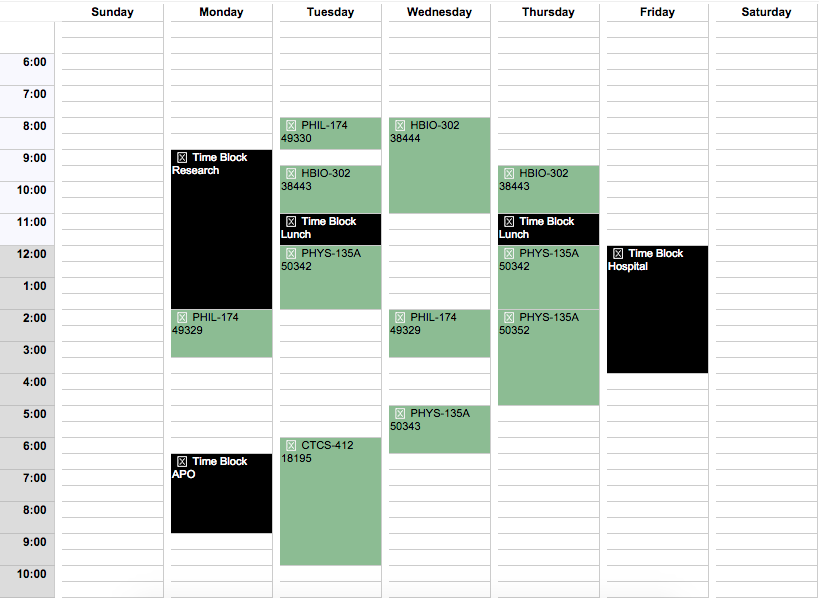 Sunday Monday Tuesday Wednesday Thursday Friday Saturday
6:00
7:00
8:00
PHIL-174
49330
HBIO-302
38444
9:00
Time Block
Research
HBIO-302
38443
HBIO-302
38443
10:00
11:00
Time Block
Lunch
Time Block
Lunch
12:00
PHYS-135A
50342
PHYS-135A
50342
Time Block
Hospital
1:00
2:00
PHIL-174
49329
PHIL-174
49329
PHYS-135A
50352
3:00
4:00
5:00
PHYS-135A
50343
6:00
CTCS-412
18195
Time Block
APO
7:00
8:00
9:00
10:00